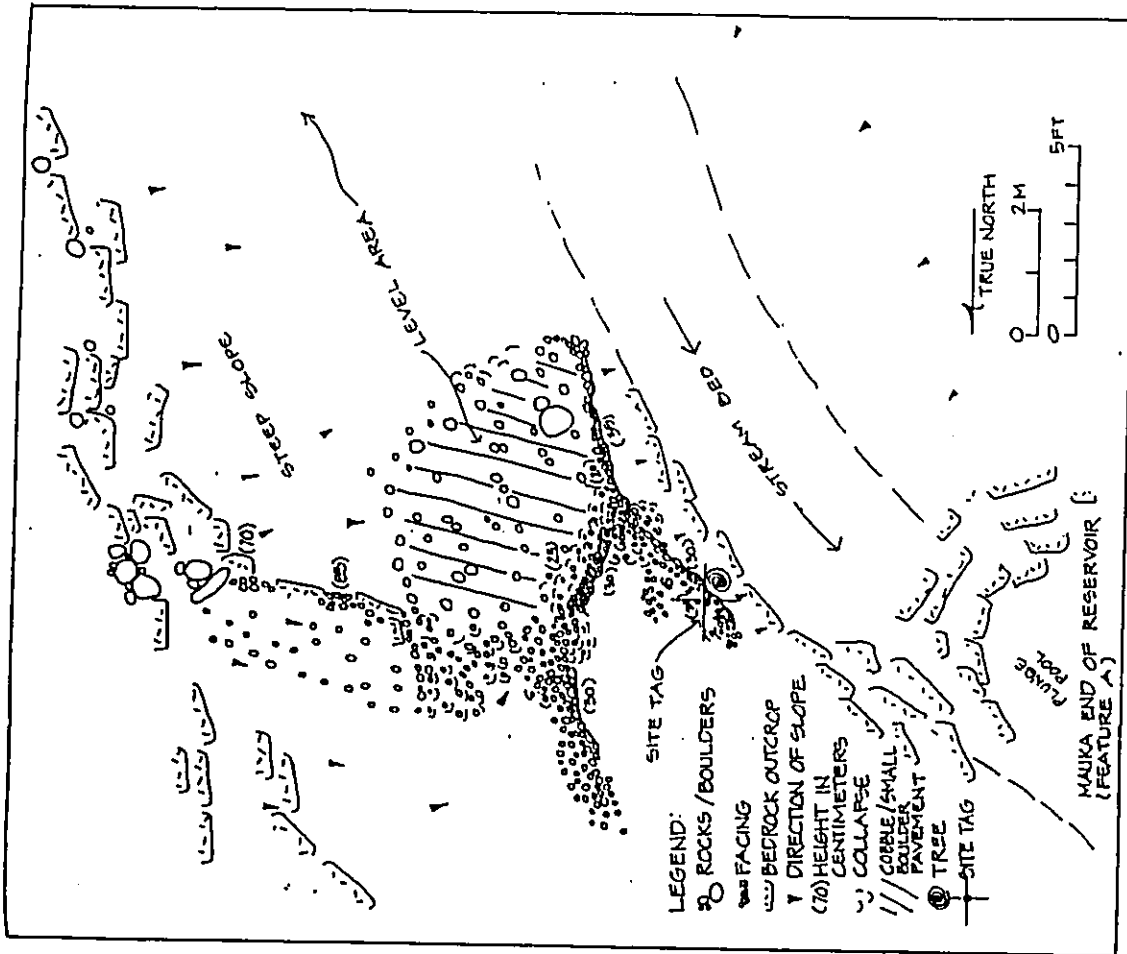 STEEP SLOPE
LEVEL AREA
(70)
(85)
(25)
(30)
(30)
(55)
STREAM BED
SITE TAG
TRUE NORTH
0 2M
0 5FT
PLUNGE
POOL
MAUKA END OF RESERVOIR
(FEATURE A)
LEGEND:
ROCKS/BOULDERS
FACING
BEDROCK OUTCROP
DIRECTION OF SLOPE
(70) HEIGHT IN
CENTIMETERS
COLLAPSE
COBBLE/SMALL
BOULDER
PAVEMENT
TREE
SITE TAG